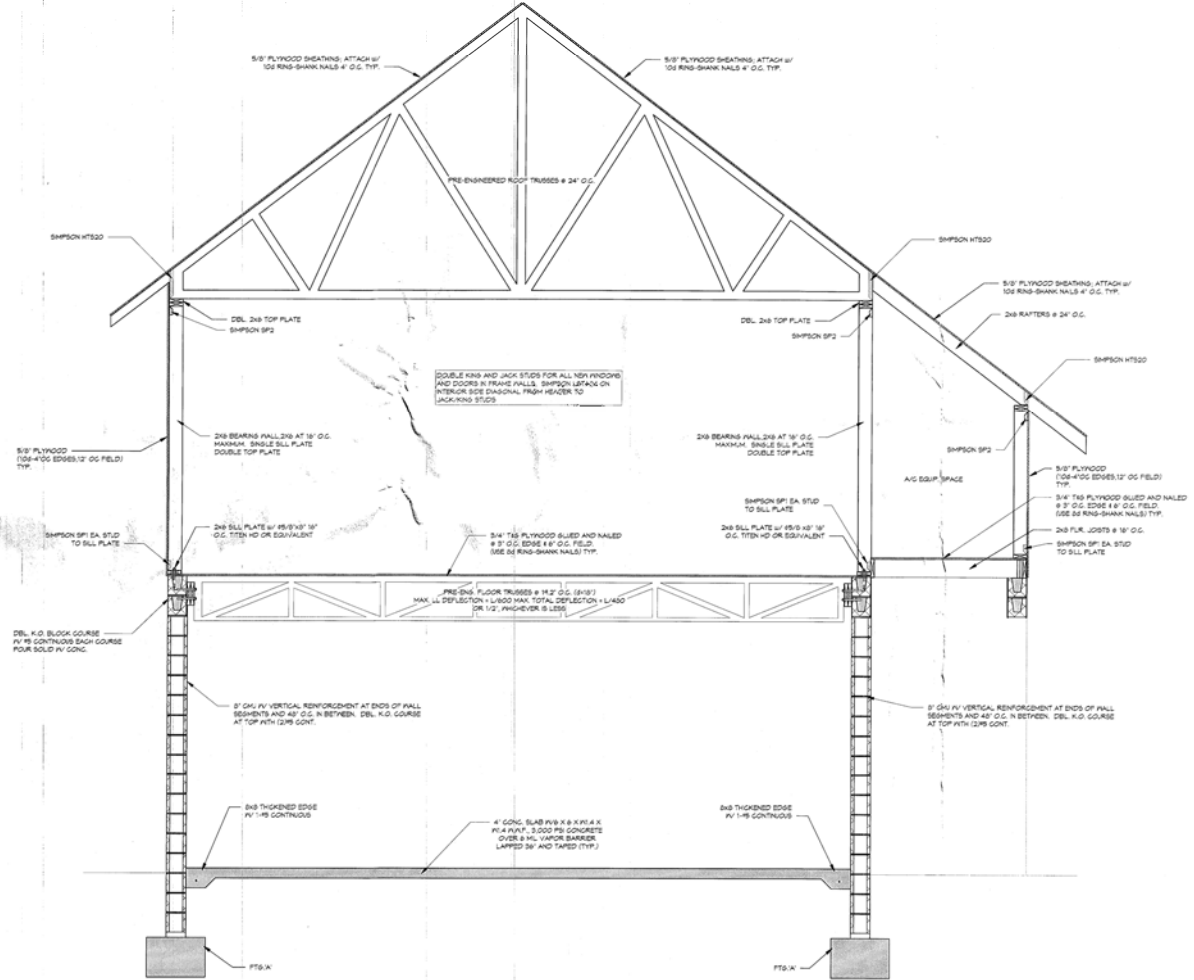 5/8" PLYWOOD SHEATHING; ATTACH W/
10d RING-SHANK NAILS 4" O.C. TYP.
5/8" PLYWOOD SHEATHING; ATTACH W/
10d RING-SHANK NAILS 4" O.C. TYP.
PRE-ENGINEERED ROOF TRUSSES @ 24" O.C.
SIMPSON HTS20
SIMPSON HTS20
5/8" PLYWOOD SHEATHING; ATTACH W/
10d RING-SHANK NAILS 4" O.C. TYP.
2x8 RAFTERS @ 24" O.C.
DBL. 2x6 TOP PLATE
SIMPSON SP2
DBL. 2x6 TOP PLATE
SIMPSON SP2
SIMPSON HTS20
DOUBLE KING AND JACK STUDS FOR ALL NEW WINDOWS
AND DOORS IN FRAME WALLS. SIMPSON ON
INTERIOR SIDE DIAGONAL FROM HEADER TO
JACK/KING STUDS
2X6 BEARING WALL, 2X6 AT 16" O.C.
MAXIMUM. SINGLE SILL PLATE
DOUBLE TOP PLATE
2X6 BEARING WALL, 2X6 AT 16" O.C.
MAXIMUM. SINGLE SILL PLATE
DOUBLE TOP PLATE
5/8" PLYWOOD
(10d-4"OC EDGES, 12" OC FIELD)
TYP.
SIMPSON SP2
A/C EQUIP. SPACE
5/8" PLYWOOD
(10d-4"OC EDGES, 12" OC FIELD)
TYP.
3/4" T&G PLYWOOD GLUED AND NAILED
@ 3" O.C. EDGE & 6" O.C. FIELD.
(USE 8d RING-SHANK NAILS) TYP.
2x8 FLR. JOISTS @ 16" O.C.
SIMPSON SP1 EA. STUD
TO SILL PLATE
SIMPSON SP1 EA. STUD
TO SILL PLATE
2x6 SILL PLATE W/ 5/8"x8" 16"
O.C. TITEN HD OR EQUIVALENT
SIMPSON SP1 EA. STUD
TO SILL PLATE
2x6 SILL PLATE W/ 5/8"x8" 16"
O.C. TITEN HD OR EQUIVALENT
3/4" T&G PLYWOOD GLUED AND NAILED
@ 3" O.C. EDGE & 6" O.C. FIELD.
(USE 8d RING-SHANK NAILS) TYP.
PRE-ENG. FLOOR TRUSSES @ 19.2" O.C.
MAX. LL DEFLECTION = L/600 MAX. TOTAL DEFLECTION = L/480
OR 1/2", WHICHEVER IS LESS
DBL. K.O. BLOCK COURSE
W/ #5 CONTINUOUS EACH COURSE
POUR SOLID W/ CONC.
8" CMU W/ VERTICAL REINFORCEMENT AT ENDS OF WALL
SEGMENTS AND 48" O.C. IN BETWEEN. DBL. K.O. COURSE
AT TOP WITH (2)#5 CONT.
8" CMU W/ VERTICAL REINFORCEMENT AT ENDS OF WALL
SEGMENTS AND 48" O.C. IN BETWEEN. DBL. K.O. COURSE
AT TOP WITH (2)#5 CONT.
8x8 THICKENED EDGE
W/ 1-#5 CONTINUOUS
4" CONC. SLAB W/6 X 6 X W1.4 X
W1.4 W.W.F., 3,000 PSI CONCRETE
OVER 6 MIL VAPOR BARRIER
LAPPED 36" AND TAPED (TYP.)
8x8 THICKENED EDGE
W/ 1-#5 CONTINUOUS
FTG.'A'
FTG.'A'